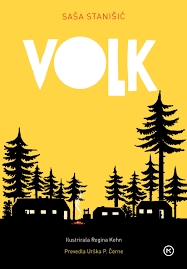 SAŠA STANIŠIĆ
VOLK
Ilustrirala Regina Kehn
Prevedla Urška P. Černe